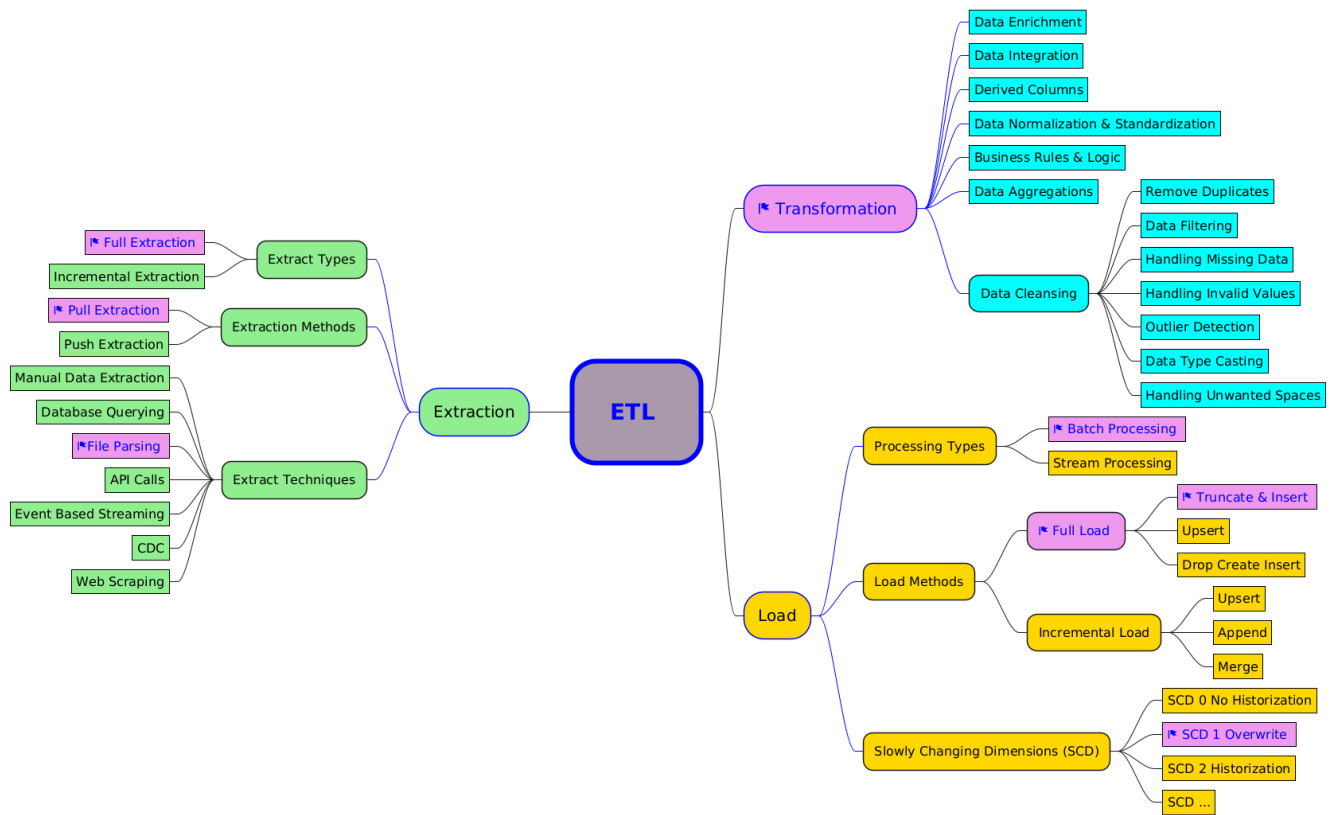 ETL
Extraction
Extract Types
Full Extraction
Incremental Extraction
Extraction Methods
Pull Extraction
Push Extraction
Extract Techniques
Manual Data Extraction
Database Querying
File Parsing
API Calls
Event Based Streaming
CDC
Web Scraping
Transformation
Data Enrichment
Data Integration
Derived Columns
Data Normalization & Standardization
Business Rules & Logic
Data Aggregations
Data Cleansing
Remove Duplicates
Data Filtering
Handling Missing Data
Handling Invalid Values
Outlier Detection
Data Type Casting
Handling Unwanted Spaces
Load
Processing Types
Batch Processing
Stream Processing
Load Methods
Full Load
Truncate & Insert
Upsert
Drop Create Insert
Incremental Load
Upsert
Append
Merge
Slowly Changing Dimensions (SCD)
SCD 0 No Historization
SCD 1 Overwrite
SCD 2 Historization
SCD ...